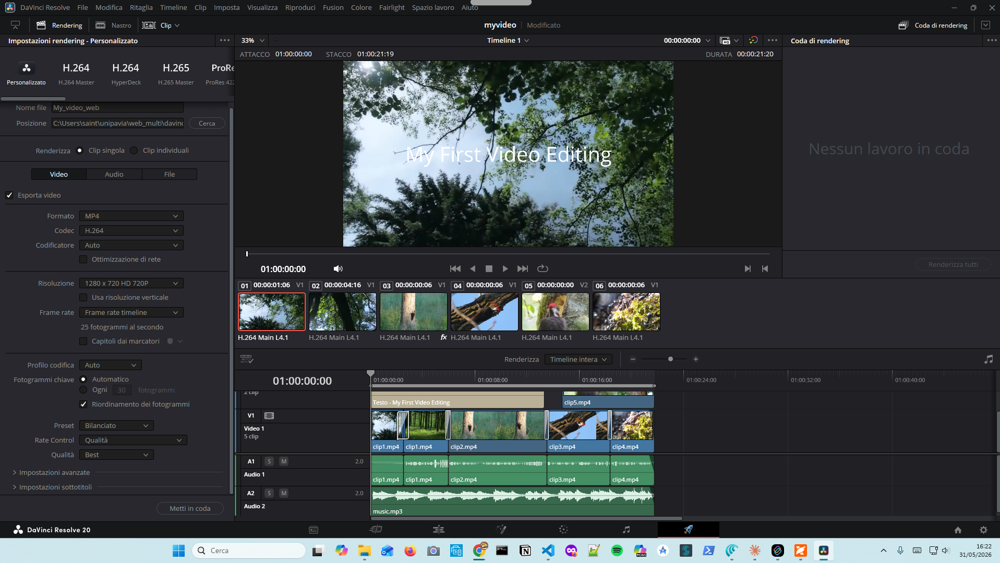 DaVinci Resolve File Modifica Ritaglia Timeline Clip Imposta Visualizza Riproduci Fusion Colore Fairlight Spazio lavoro Aiuto
Rendering Nastro Clip myvideo Modificato Coda di rendering
Impostazioni rendering - Personalizzato 33% Timeline 1 00:00:00:00 Coda di rendering
ATTACCO 01:00:00:00 STACCO 01:00:21:19 DURATA 00:00:21:20
H.264 H.264 H.265 ProRe
Personalizzato H.264 Master HyperDeck H.265 Master ProRes 422
Nome file My_video_web
Posizione C:\Users\saint\unipavia\web_multi\davinc Cerca
Renderizza Clip singola Clip individuali
Video Audio File
Esporta video
Formato MP4
Codec H.264
Codificatore Auto
Ottimizzazione di rete
Risoluzione 1280 x 720 HD 720P
Usa risoluzione verticale
Frame rate Frame rate timeline
25 fotogrammi al secondo
Capitoli dai marcatori
Profilo codifica Auto
Fotogrammi chiave Automatico
Ogni 30 fotogrammi
Riordinamento dei fotogrammi
Preset Bilanciato
Rate Control Qualità
Qualità Best
Impostazioni avanzate
Impostazioni sottotitoli
Metti in coda
My First Video Editing
Nessun lavoro in coda
Renderizza tutti
01:00:00:00
01 00:00:01:06 V1 02 00:00:04:16 V1 03 00:00:00:06 V1 04 00:00:00:06 V1 05 00:00:00:00 V2 06 00:00:00:06 V1
H.264 Main L4.1 H.264 Main L4.1 H.264 Main L4.1 fx H.264 Main L4.1 H.264 Main L4.1 H.264 Main L4.1
Renderizza Timeline intera
01:00:00:00 01:00:00:00 01:00:08:00 01:00:16:00 01:00:24:00 01:00:32:00 01:00:40:00
2 clip
Testo - My First Video Editing clip5.mp4
V1
Video 1
5 clip
clip1.mp4 clip1.mp4 clip2.mp4 clip3.mp4 clip4.mp4
A1 S M 2.0
Audio 1
clip1.mp4 clip1.mp4 clip2.mp4 clip3.mp4 clip4.mp4
A2 S M 2.0
Audio 2
music.mp3
DaVinci Resolve 20
Cerca
M365
16:22
31/05/2026